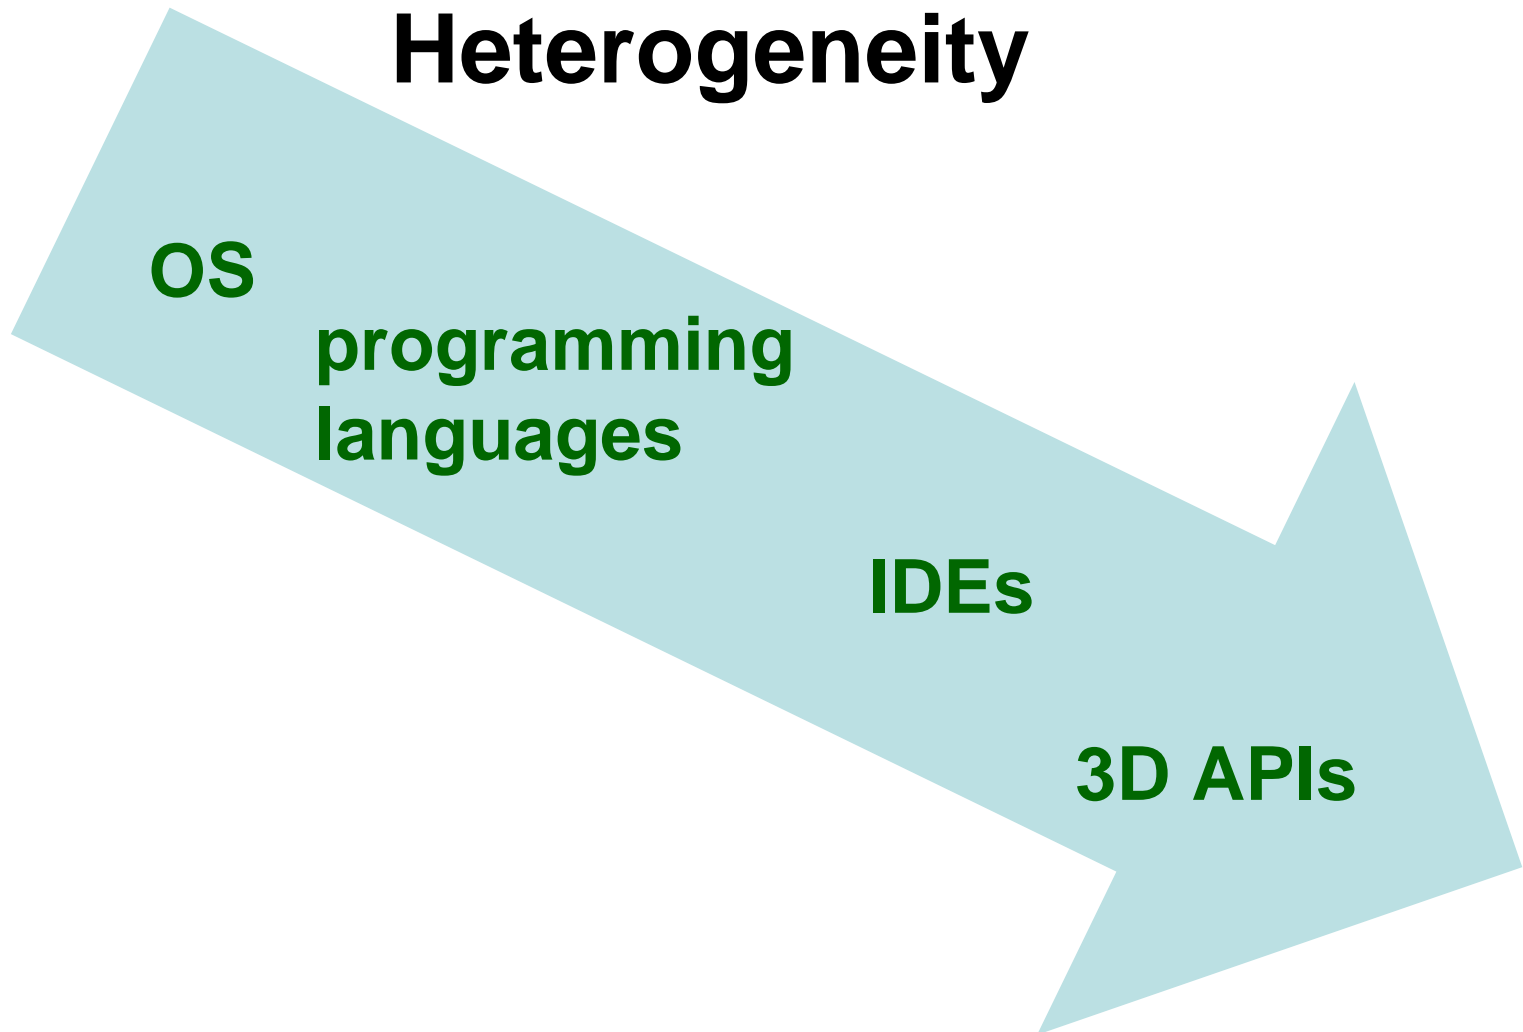 Heterogeneity
OS
programming
languages
IDEs
3D APIs